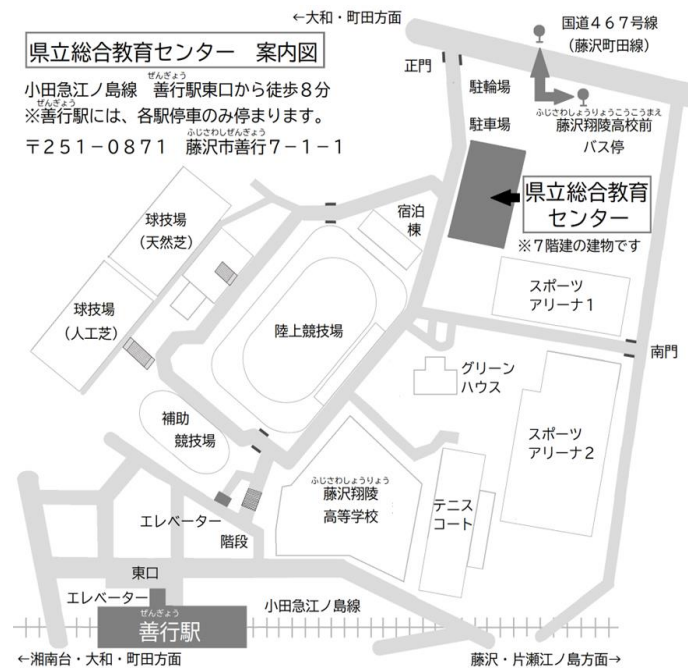 ←大和・町田方面
国道467号線
(藤沢町田線)
県立総合教育センター　案内図
小田急江ノ島線　善行駅東口から徒歩8分
ぜんぎょう
※善行駅には、各駅停車のみ停まります。
ぜんぎょう
〒251-0871　藤沢市善行7-1-1
ふじさわしぜんぎょう
正門
駐輪場
駐車場
ふじさわしょうりょうこうこうまえ
藤沢翔陵高校前
バス停
県立総合教育
センター
※7階建の建物です
球技場
(天然芝)
宿泊
棟
球技場
(人工芝)
陸上競技場
スポーツ
アリーナ1
南門
グリーン
ハウス
補助
競技場
スポーツ
アリーナ2
ふじさわしょうりょう
藤沢翔陵
高等学校
テニス
コート
エレベーター
階段
東口
エレベーター
小田急江ノ島線
ぜんぎょう
善行駅
←湘南台・大和・町田方面
藤沢・片瀬江ノ島方面→